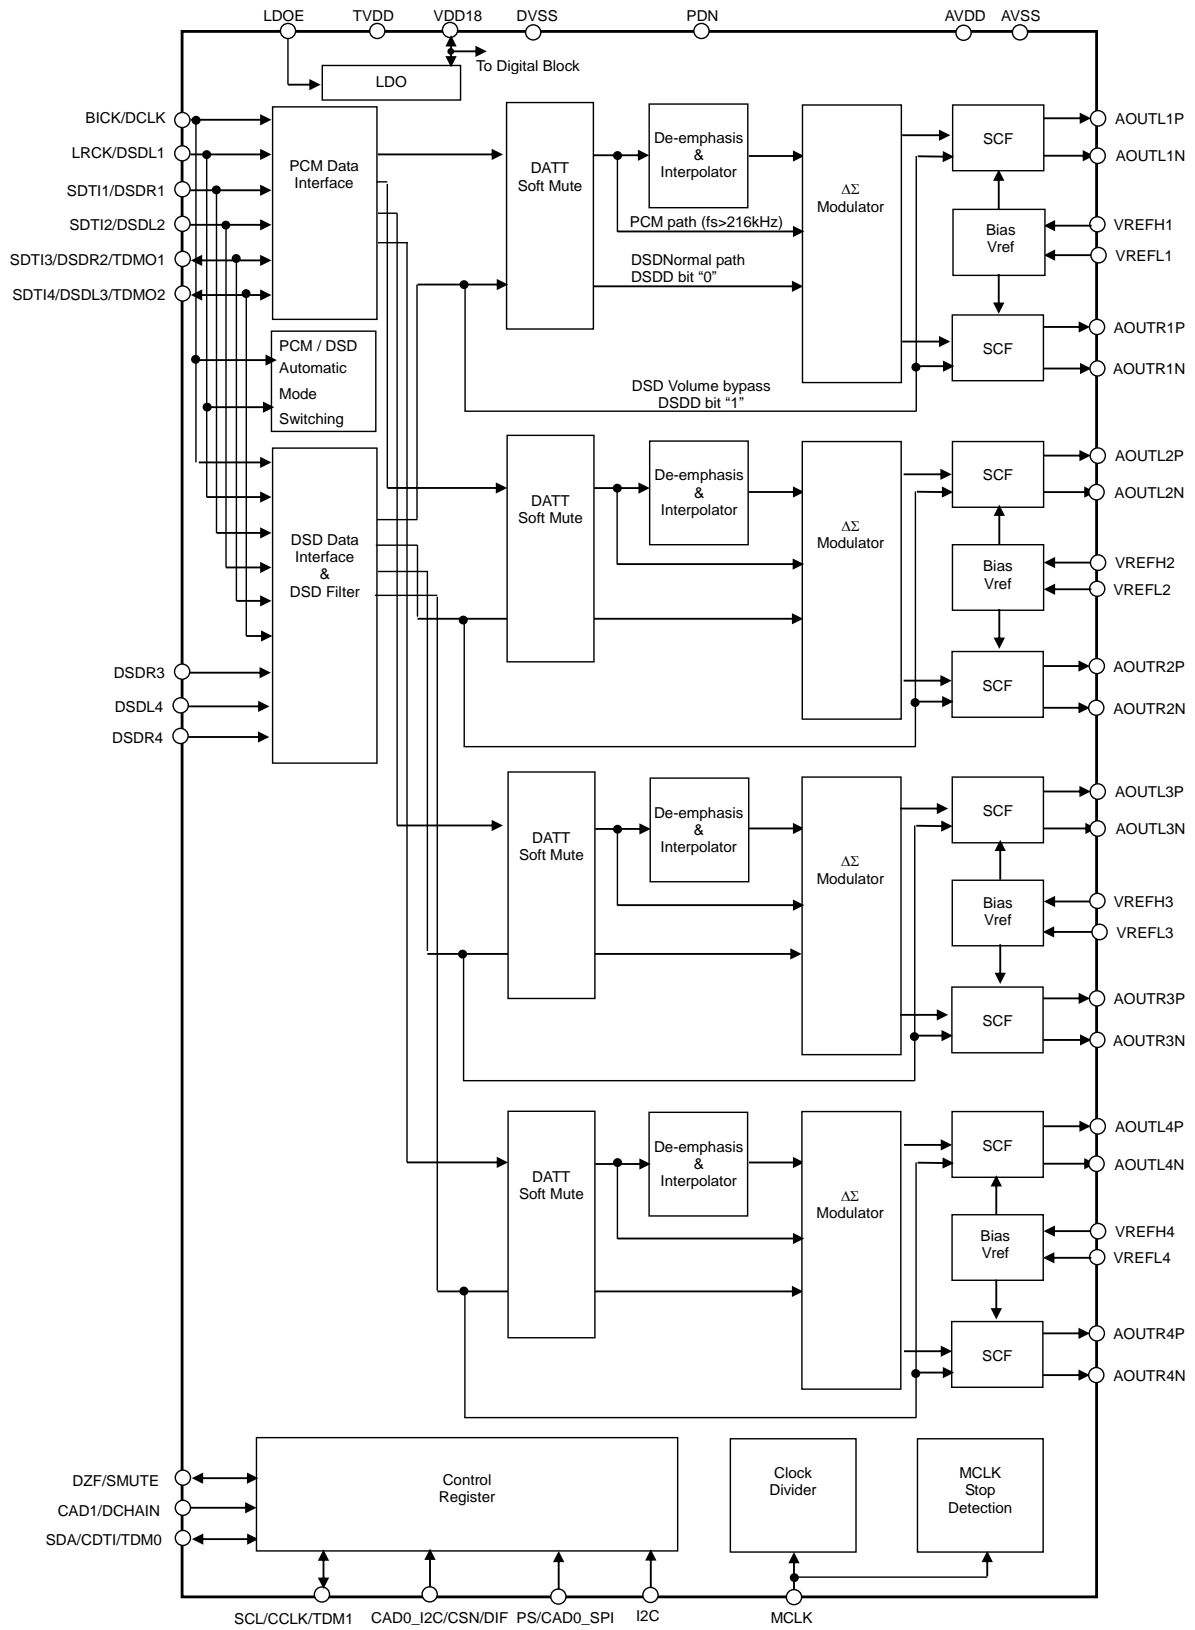 LDOE
TVDD
VDD18
DVSS
PDN
AVDD
AVSS
To Digital Block
LDO
BICK/DCLK
LRCK/DSDL1
SDTI1/DSDR1
SDTI2/DSDL2
SDTI3/DSDR2/TDMO1
SDTI4/DSDL3/TDMO2
PCM Data
Interface
PCM / DSD
Automatic
Mode
Switching
DSD Data
Interface
&
DSD Filter
DSDR3
DSDL4
DSDR4
DATT
Soft Mute
De-emphasis
&
Interpolator
PCM path (fs>216kHz)
DSDNormal path
DSDD bit “0”
DSD Volume bypass
DSDD bit “1”
ΔΣ
Modulator
SCF
Bias
Vref
SCF
AOUTL1P
AOUTL1N
VREFH1
VREFL1
AOUTR1P
AOUTR1N
DATT
Soft Mute
De-emphasis
&
Interpolator
ΔΣ
Modulator
SCF
Bias
Vref
SCF
AOUTL2P
AOUTL2N
VREFH2
VREFL2
AOUTR2P
AOUTR2N
DATT
Soft Mute
De-emphasis
&
Interpolator
ΔΣ
Modulator
SCF
Bias
Vref
SCF
AOUTL3P
AOUTL3N
VREFH3
VREFL3
AOUTR3P
AOUTR3N
DATT
Soft Mute
De-emphasis
&
Interpolator
ΔΣ
Modulator
SCF
Bias
Vref
SCF
AOUTL4P
AOUTL4N
VREFH4
VREFL4
AOUTR4P
AOUTR4N
DZF/SMUTE
CAD1/DCHAIN
SDA/CDTI/TDM0
Control
Register
Clock
Divider
MCLK
Stop
Detection
SCL/CCLK/TDM1
CAD0_I2C/CSN/DIF
PS/CAD0_SPI
I2C
MCLK